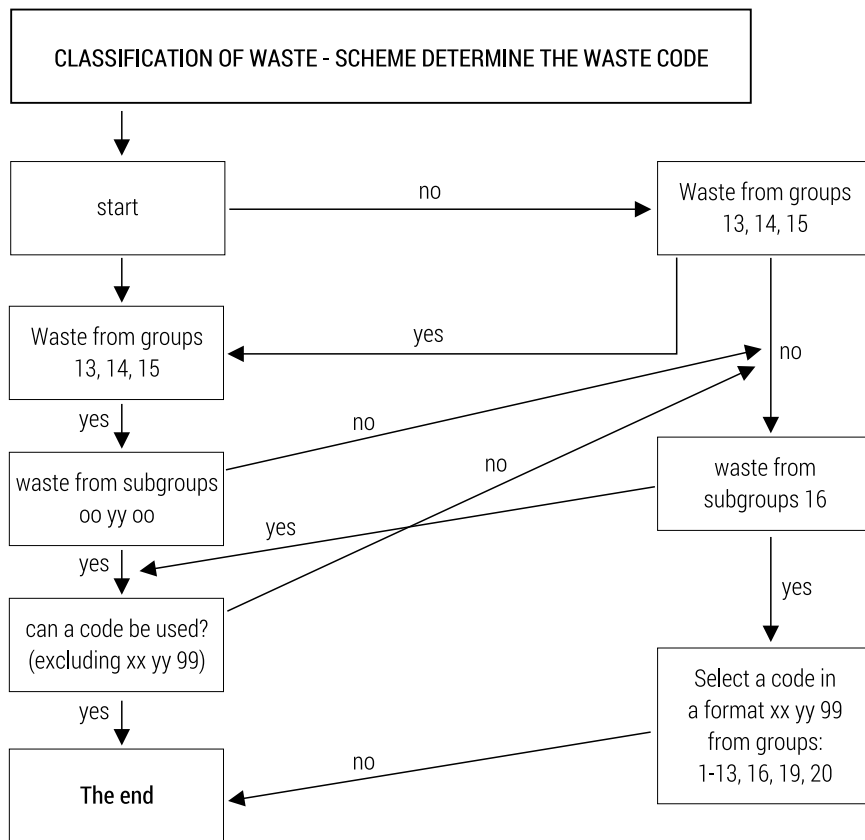 CLASSIFICATION OF WASTE - SCHEME DETERMINE THE WASTE CODE
start
no
Waste from groups
13, 14, 15
Waste from groups
13, 14, 15
yes
no
yes
no
waste from subgroups
oo yy oo
no
waste from
subgroups 16
yes
yes
yes
can a code be used?
(excluding xx yy 99)
Select a code in
a format xx yy 99
from groups:
1-13, 16, 19, 20
yes
no
The end